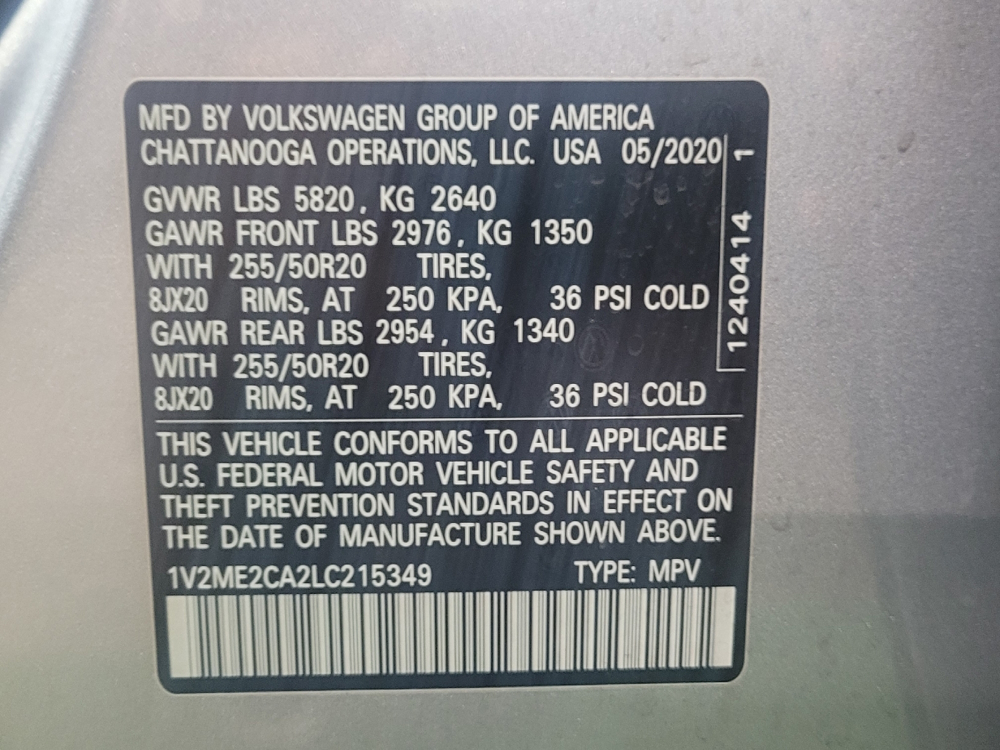 MFD BY VOLKSWAGEN GROUP OF AMERICA
CHATTANOOGA OPERATIONS, LLC. USA 05/2020
GVWR LBS 5820, KG 2640
GAWR FRONT LBS 2976, KG 1350
WITH 255/50R20 TIRES,
8JX20 RIMS, AT 250 KPA, 36 PSI COLD
GAWR REAR LBS 2954, KG 1340
WITH 255/50R20 TIRES,
8JX20 RIMS, AT 250 KPA, 36 PSI COLD
1240414 1
THIS VEHICLE CONFORMS TO ALL APPLICABLE
U.S. FEDERAL MOTOR VEHICLE SAFETY AND
THEFT PREVENTION STANDARDS IN EFFECT ON
THE DATE OF MANUFACTURE SHOWN ABOVE.
1V2ME2CA2LC215349 TYPE: MPV